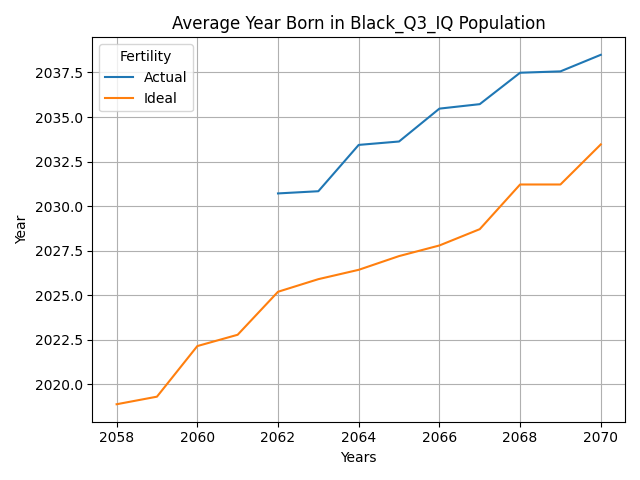 Average Year Born in Black_Q3_IQ Population
Fertility
Actual
Ideal
2037.5
2035.0
2032.5
2030.0
2027.5
2025.0
2022.5
2020.0
Year
2058 2060 2062 2064 2066 2068 2070
Years